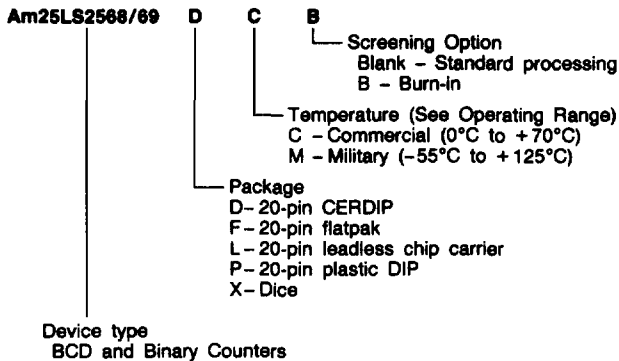 Am25LS2568/69 D C B
Screening Option
Blank – Standard processing
B – Burn-in
Temperature (See Operating Range)
C – Commercial (0°C to +70°C)
M – Military (–55°C to +125°C)
Package
D– 20-pin CERDIP
F – 20-pin flatpak
L – 20-pin leadless chip carrier
P – 20-pin plastic DIP
X – Dice
Device type
BCD and Binary Counters